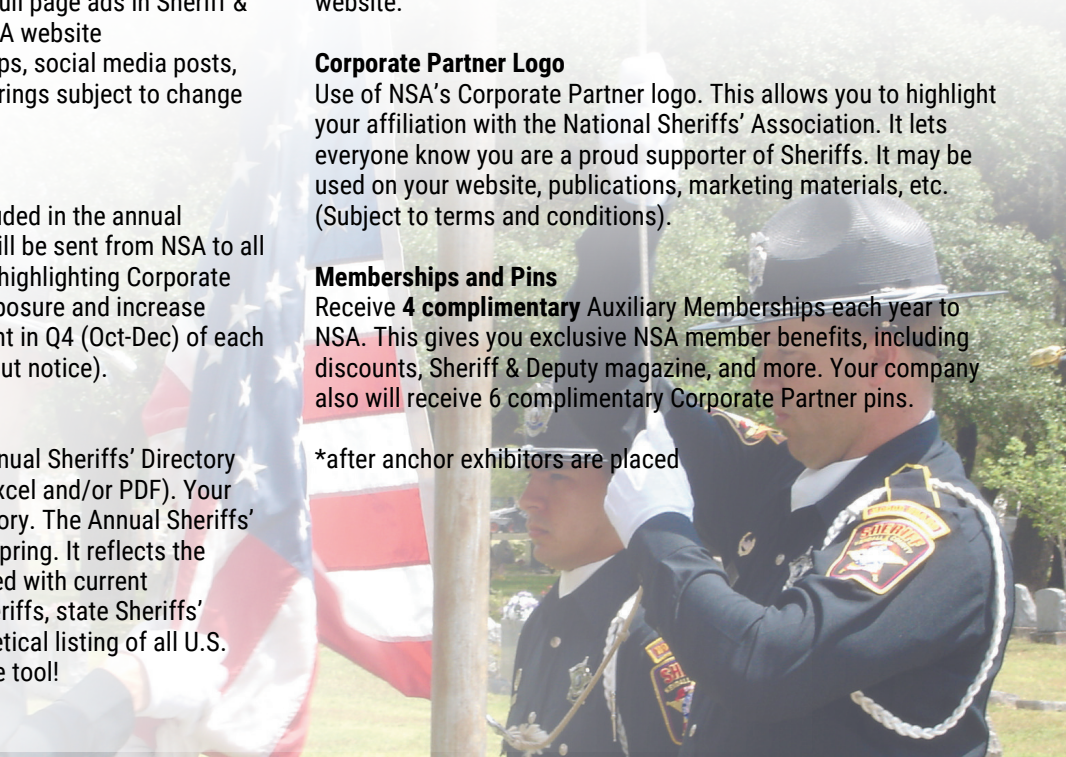 ull page ads in Sheriff &
A website
ps, social media posts,
rings subject to change
uded in the annual
ill be sent from NSA to all
highlighting Corporate
posure and increase
nt in Q4 (Oct-Dec) of each
out notice).
nual Sheriffs' Directory
xcel and/or PDF). Your
ory. The Annual Sheriffs'
pring. It reflects the
ed with current
eriffs, state Sheriffs'
etical listing of all U.S.
e tool!
website.
Corporate Partner Logo
Use of NSA's Corporate Partner logo. This allows you to highlight
your affiliation with the National Sheriffs' Association. It lets
everyone know you are a proud supporter of Sheriffs. It may be
used on your website, publications, marketing materials, etc.
(Subject to terms and conditions).
Memberships and Pins
Receive 4 complimentary Auxiliary Memberships each year to
NSA. This gives you exclusive NSA member benefits, including
discounts, Sheriff & Deputy magazine, and more. Your company
also will receive 6 complimentary Corporate Partner pins.
*after anchor exhibitors are placed
SHERIFF
SH